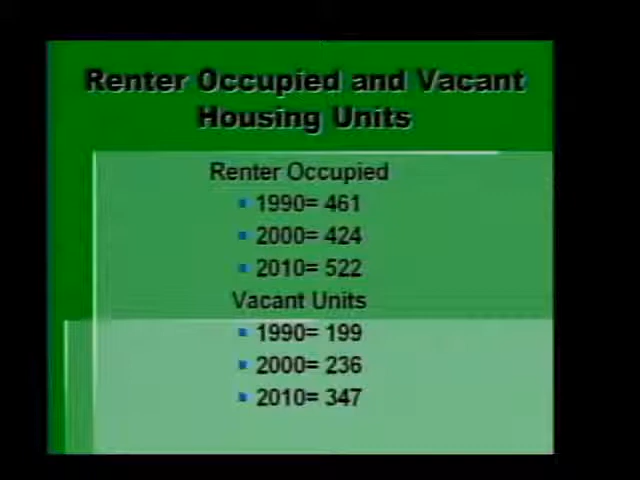 Renter Occupied and Vacant
Housing Units
Renter Occupied
▪ 1990= 461
▪ 2000= 424
▪ 2010= 522
Vacant Units
▪ 1990= 199
▪ 2000= 236
▪ 2010= 347